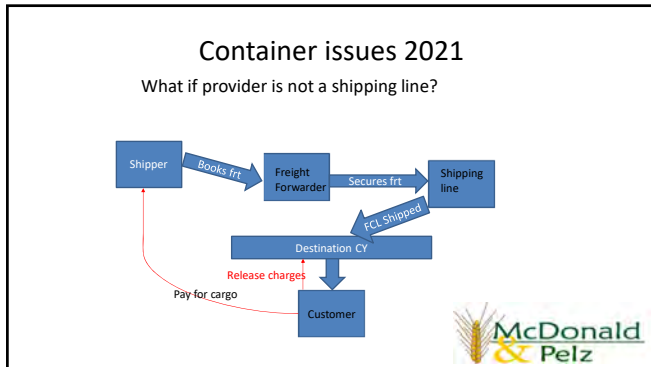 Container issues 2021
What if provider is not a shipping line?
Shipper
Books frt
Freight
Forwarder
Secures frt
Shipping
line
FCL Shipped
Destination CY
Release charges
Pay for cargo
Customer
McDonald
& Pelz